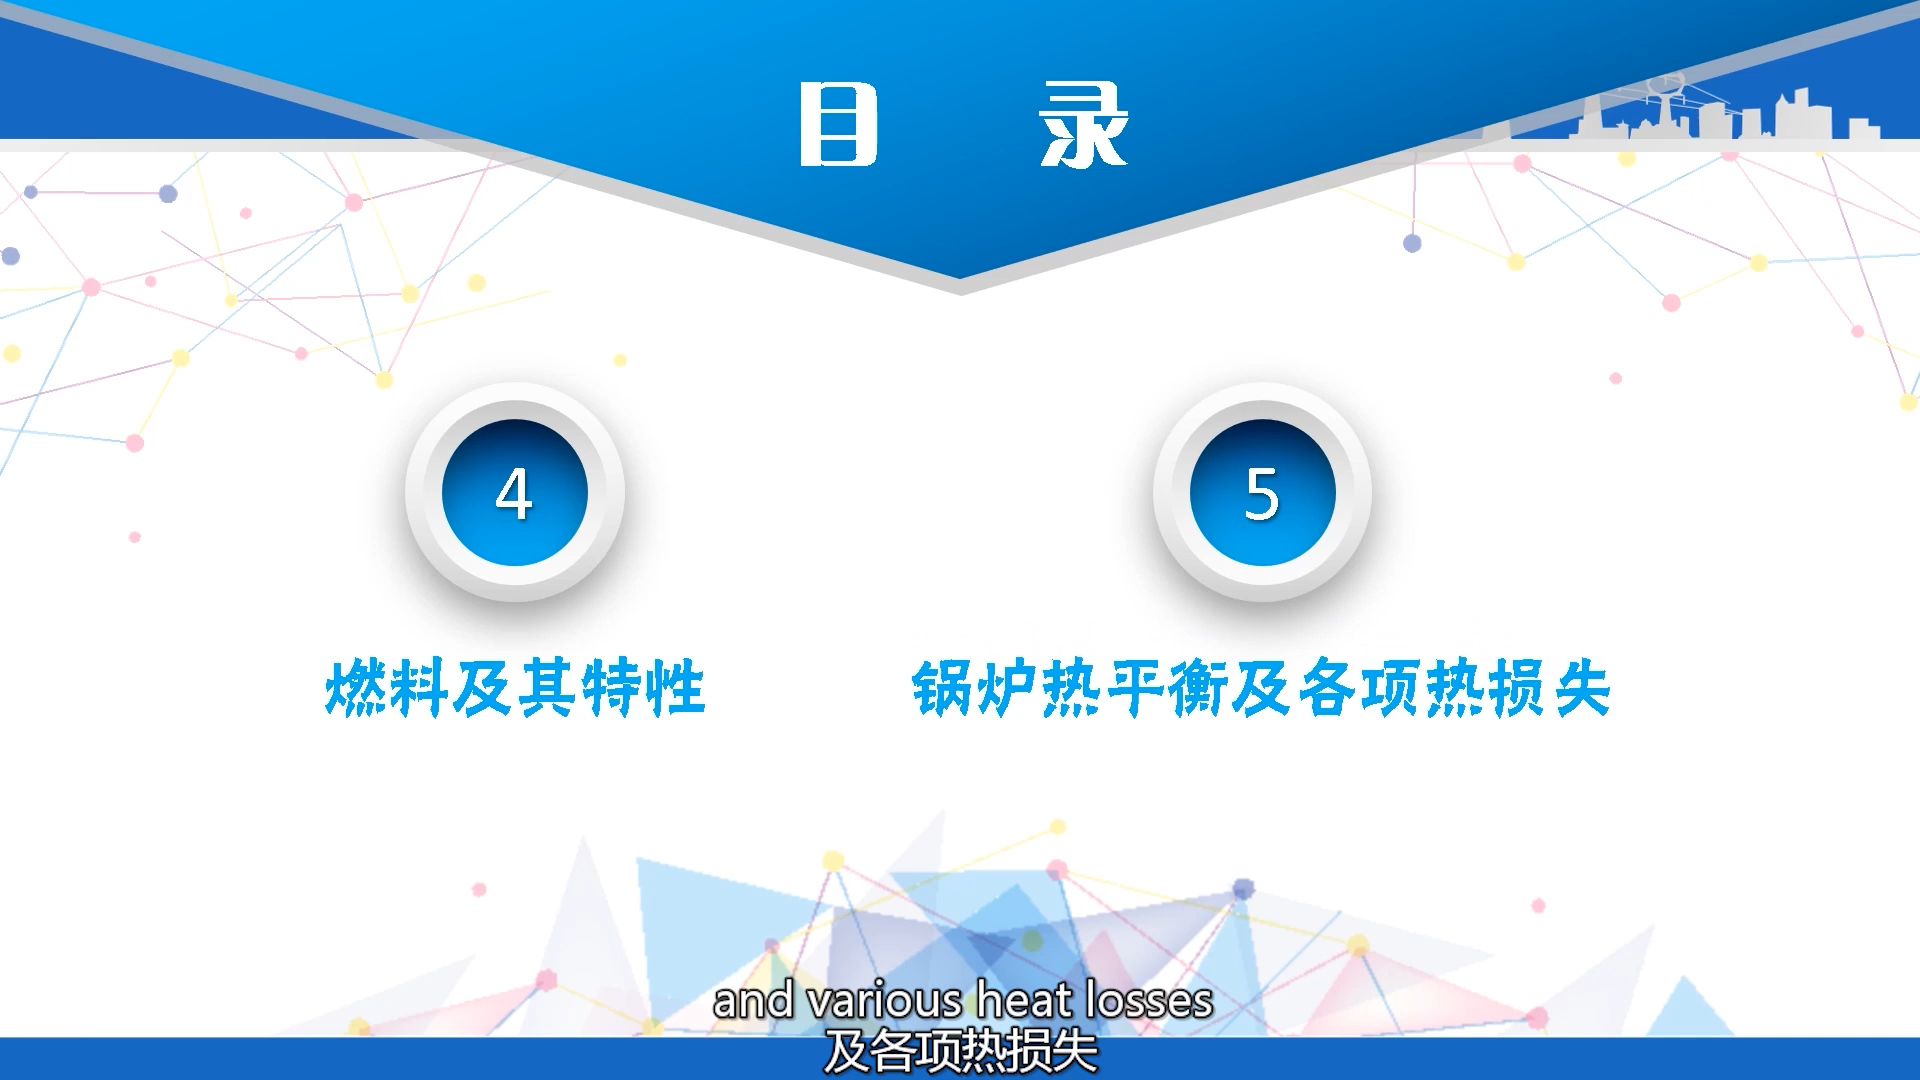 目 录
4
5
燃料及其特性
锅炉热平衡及各项热损失
and various heat losses
及各项热损失